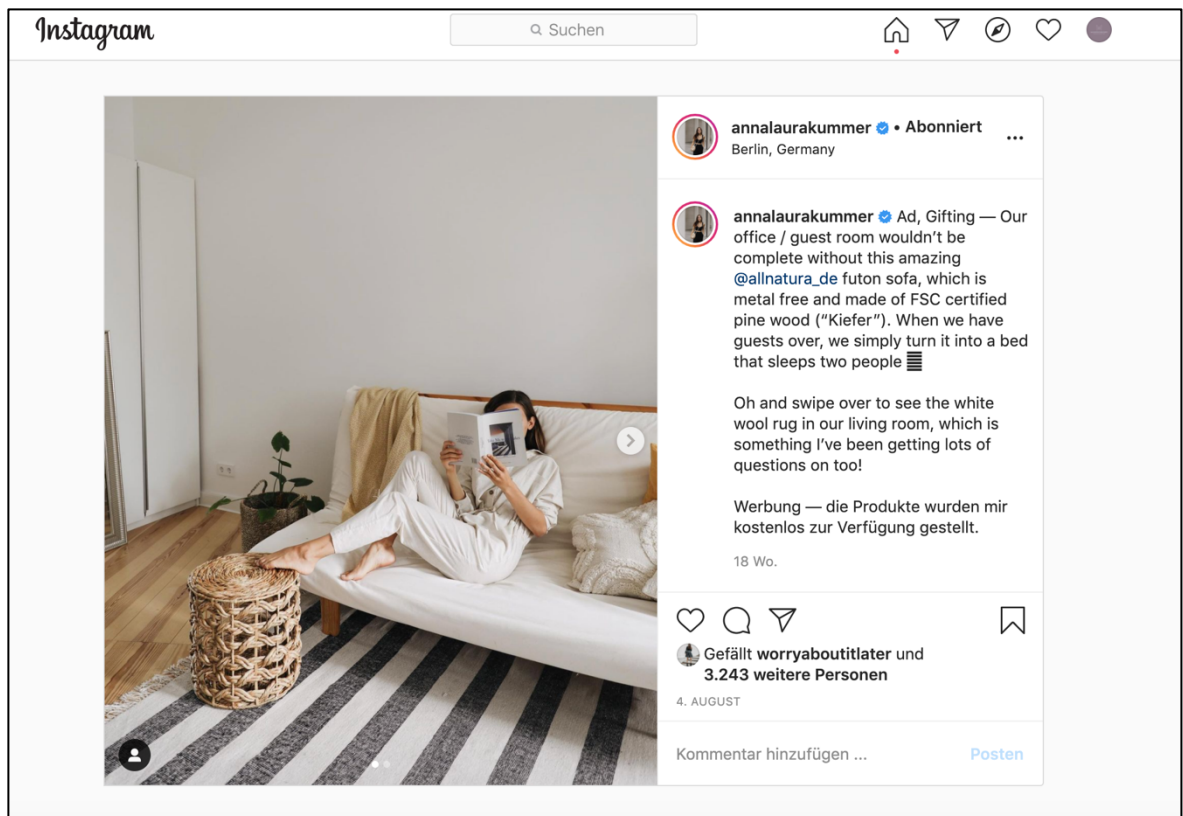 Instagram
Suchen
annalaurakummer • Abonniert
Berlin, Germany
annalaurakummer Ad, Gifting — Our
office / guest room wouldn’t be
complete without this amazing
@allnatura_de futon sofa, which is
metal free and made of FSC certified
pine wood (“Kiefer”). When we have
guests over, we simply turn it into a bed
that sleeps two people
Oh and swipe over to see the white
wool rug in our living room, which is
something I’ve been getting lots of
questions on too!
Werbung — die Produkte wurden mir
kostenlos zur Verfügung gestellt.
18 Wo.
Gefällt worryaboutitlater und
3.243 weitere Personen
4. AUGUST
Kommentar hinzufügen ...
Posten